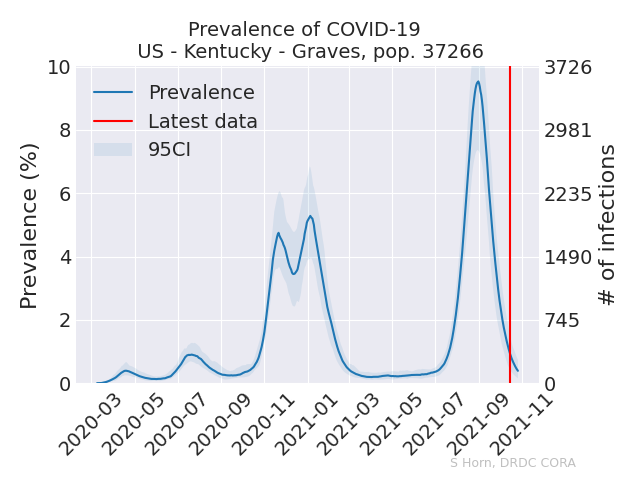 Prevalence of COVID-19
US - Kentucky - Graves, pop. 37266
Prevalence
Latest data
95CI
Prevalence (%)
10
8
6
4
2
0
3726
2981
2235
1490
745
0
# of infections
2020-03
2020-05
2020-07
2020-09
2020-11
2021-01
2021-03
2021-05
2021-07
2021-09
2021-11
S Horn, DRDC CORA